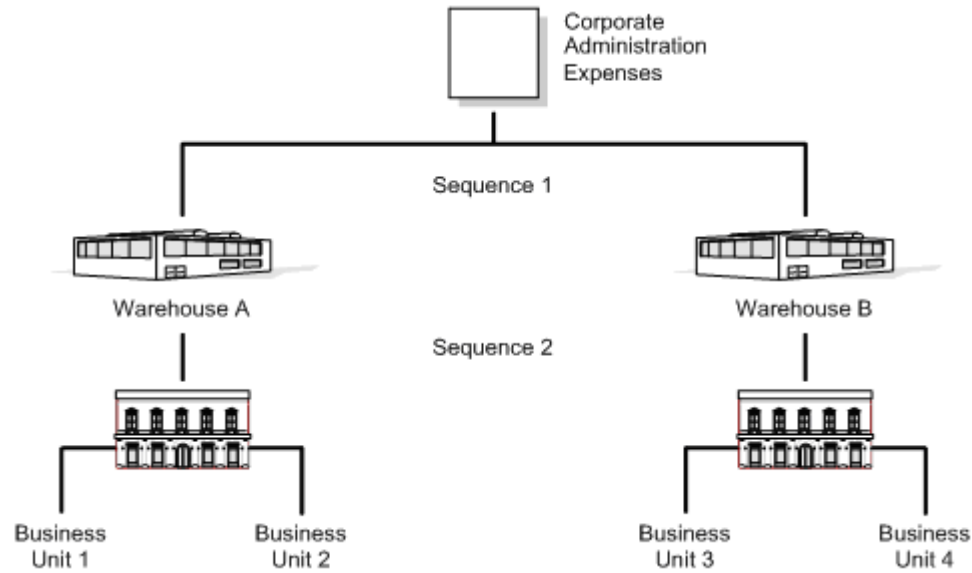 Corporate
Administration
Expenses
Sequence 1
Warehouse A
Warehouse B
Sequence 2
Business
Unit 1
Business
Unit 2
Business
Unit 3
Business
Unit 4